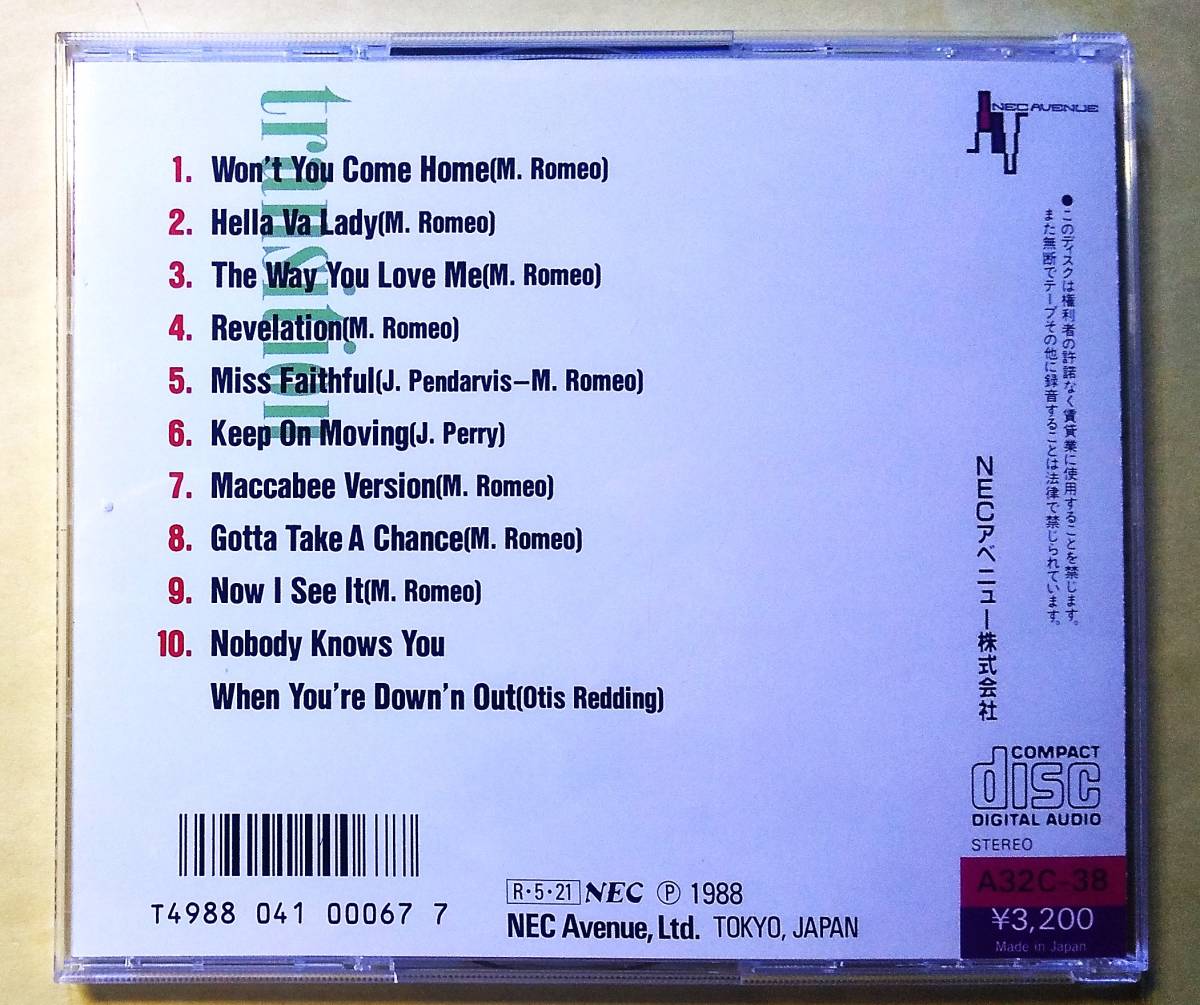 transition
1. Won't You Come Home(M. Romeo)
2. Hella Va Lady(M. Romeo)
3. The Way You Love Me(M. Romeo)
4. Revelation(M. Romeo)
5. Miss Faithful(J. Pendarvis–M. Romeo)
6. Keep On Moving(J. Perry)
7. Maccabee Version(M. Romeo)
8. Gotta Take A Chance(M. Romeo)
9. Now I See It(M. Romeo)
10. Nobody Knows You
When You're Down'n Out(Otis Redding)
NEC AVENUE
●このディスクは権利者の許諾なく賃貸業に使用することを禁じます。
また無断でテープその他に録音することは法律で禁じられています。
NECアベニュー株式会社
COMPACT
disc
DIGITAL AUDIO
STEREO
A32C-38
¥3,200
Made in Japan
T4988 041 00067 7
R·5·21 NEC Ⓟ 1988
NEC Avenue, Ltd. TOKYO, JAPAN